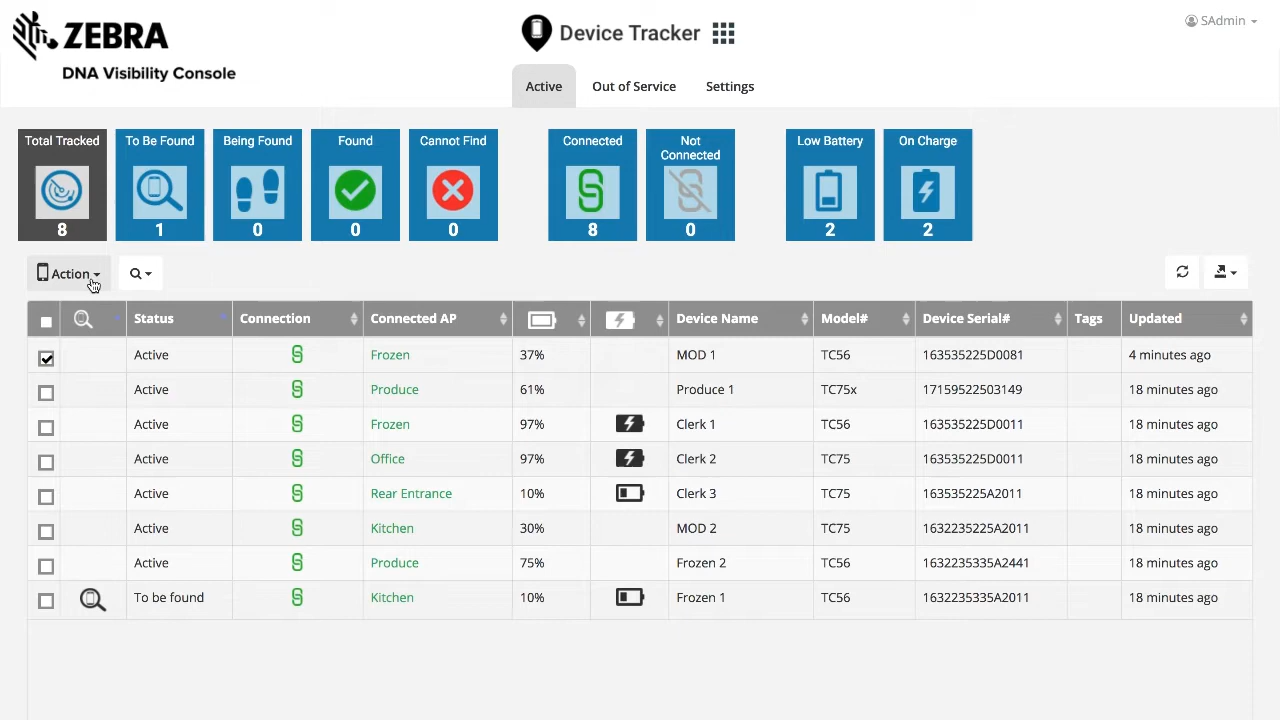 ZEBRA
DNA Visibility Console
Device Tracker
SAdmin
Active Out of Service Settings
Total Tracked To Be Found Being Found Found Cannot Find Connected Not Connected Low Battery On Charge
8 1 0 0 0 8 0 2 2
Action
Status Connection Connected AP Device Name Model# Device Serial# Tags Updated
Active Frozen 37% MOD 1 TC56 163535225D0081 4 minutes ago
Active Produce 61% Produce 1 TC75x 17159522503149 18 minutes ago
Active Frozen 97% Clerk 1 TC56 163535225D0011 18 minutes ago
Active Office 97% Clerk 2 TC75 163535225D0011 18 minutes ago
Active Rear Entrance 10% Clerk 3 TC75 163535225A2011 18 minutes ago
Active Kitchen 30% MOD 2 TC75 1632235225A2011 18 minutes ago
Active Produce 75% Frozen 2 TC56 1632235335A2441 18 minutes ago
To be found Kitchen 10% Frozen 1 TC56 1632235335A2011 18 minutes ago